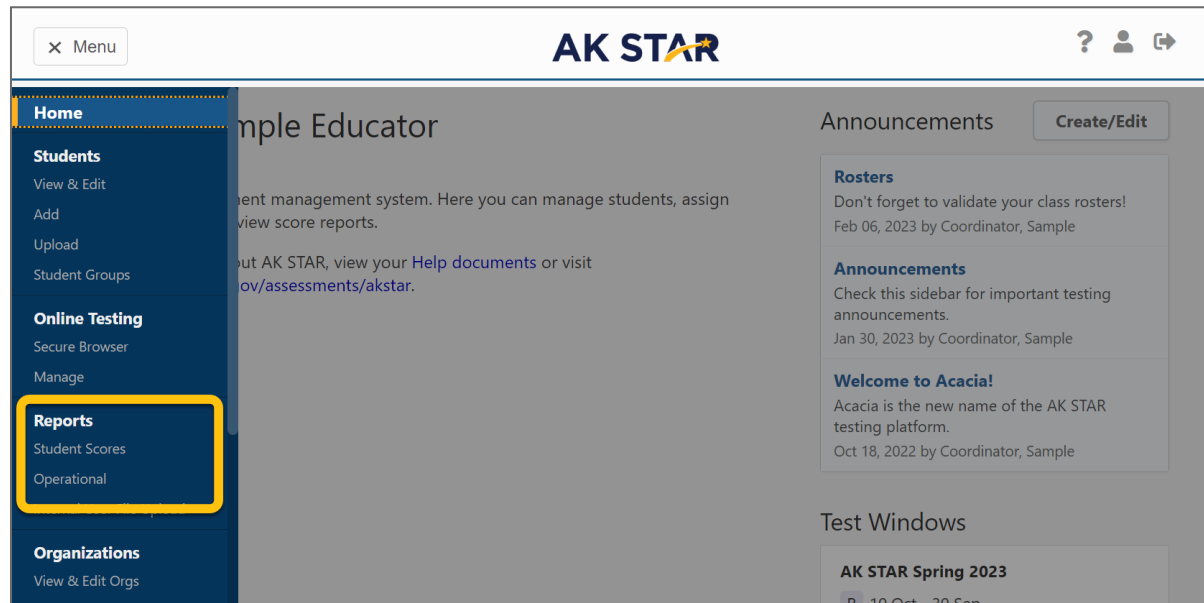 Menu
AK STAR
?
Home
Students
View & Edit
Add
Upload
Student Groups
Online Testing
Secure Browser
Manage
Reports
Student Scores
Operational
Organizations
View & Edit Orgs
mple Educator
ent management system. Here you can manage students, assign
view score reports.
ut AK STAR, view your Help documents or visit
ov/assessments/akstar.
Announcements
Create/Edit
Rosters
Don't forget to validate your class rosters!
Feb 06, 2023 by Coordinator, Sample
Announcements
Check this sidebar for important testing
announcements.
Jan 30, 2023 by Coordinator, Sample
Welcome to Acacia!
Acacia is the new name of the AK STAR
testing platform.
Oct 18, 2022 by Coordinator, Sample
Test Windows
AK STAR Spring 2023
10 Oct - 30 Sep